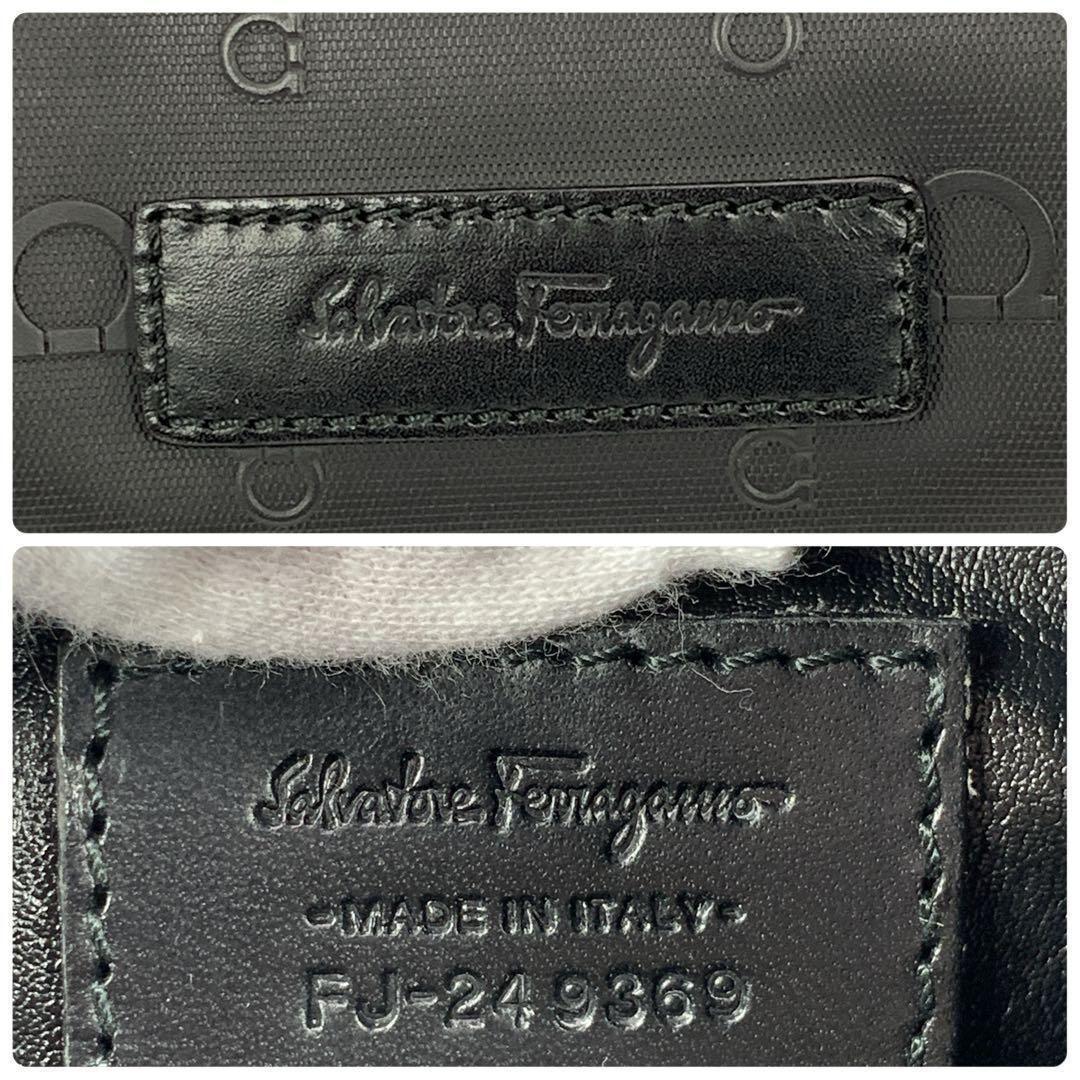 Salvatore Ferragamo
Salvatore Ferragamo
-MADE IN ITALY-
FJ-24 9369